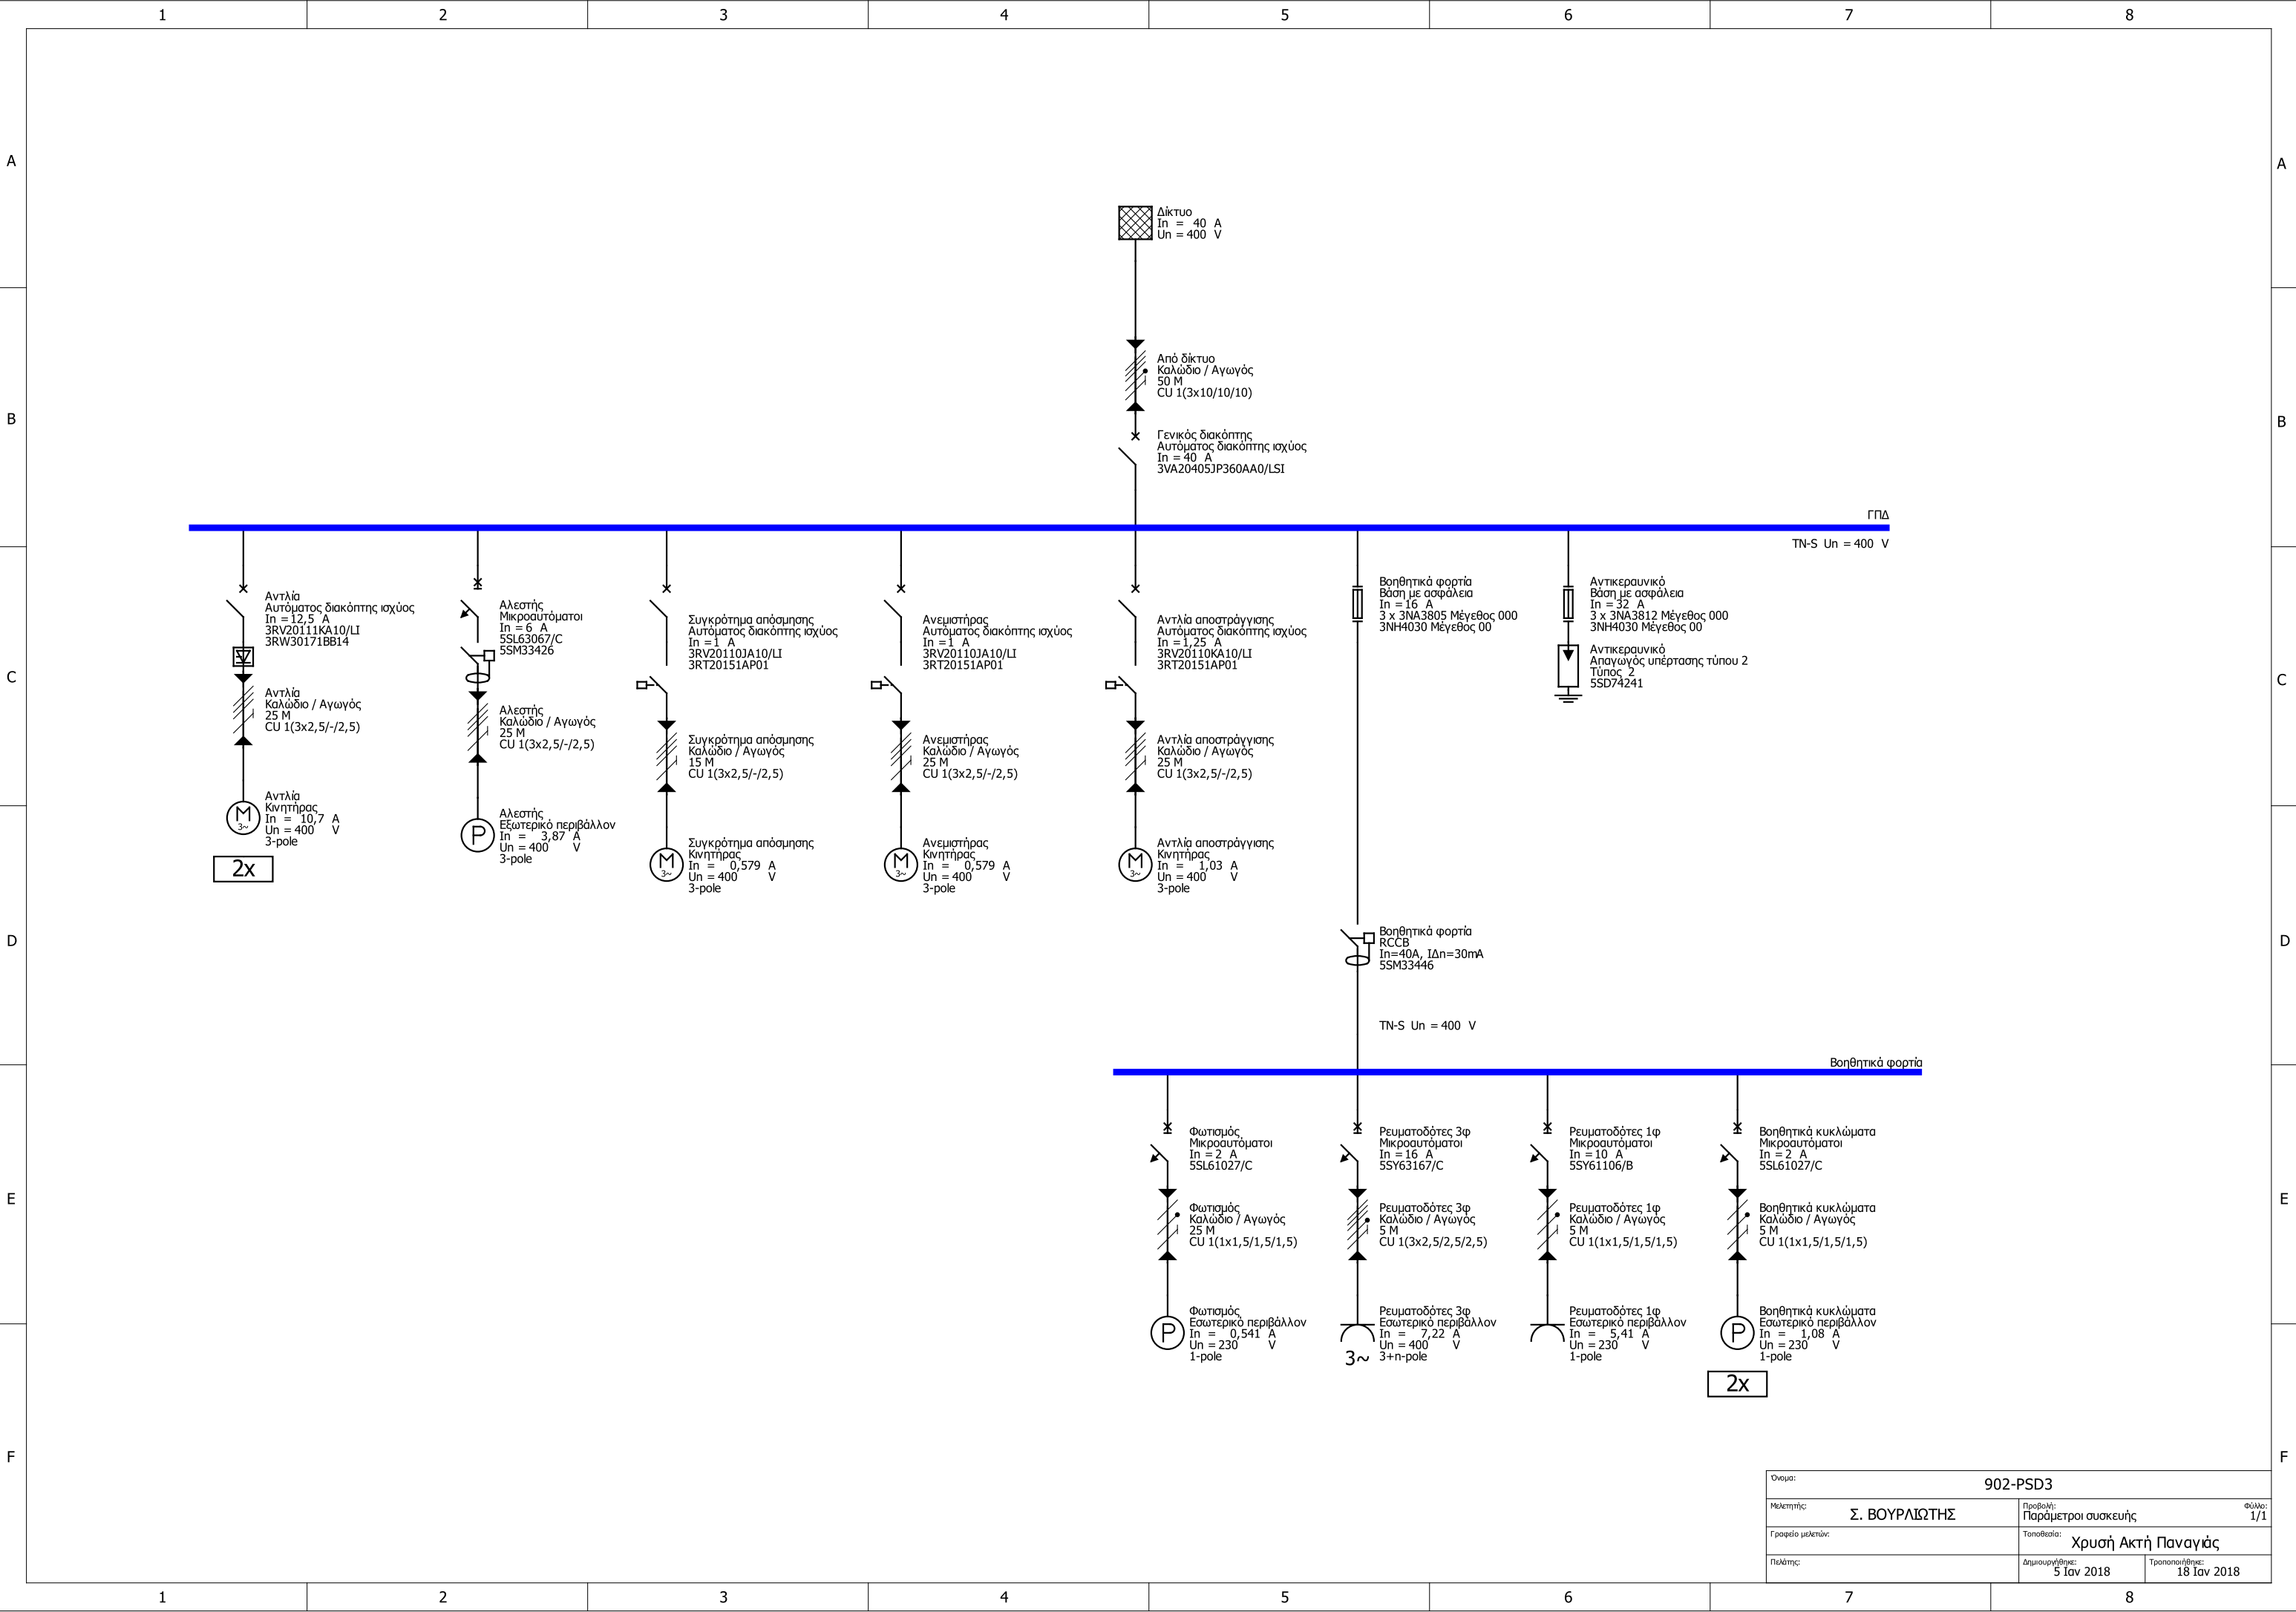 1 2 3 4 5 6 7 8
A A
B B
C C
D D
E E
F F
Δίκτυο
In = 40 A
Un = 400 V
Από δίκτυο
Καλώδιο / Αγωγός
50 M
CU 1(3x10/10/10)
Γενικός διακόπτης
Αυτόματος διακόπτης ισχύος
In = 40 A
3VA20405JP360AA0/LSI
ΓΠΔ
TN-S Un = 400 V
Αντλία
Αυτόματος διακόπτης ισχύος
In = 12,5 A
3RV20111KA10/LI
3RW30171BB14
Αντλία
Καλώδιο / Αγωγός
25 M
CU 1(3x2,5/-/2,5)
Αντλία
Κινητήρας
In = 10,7 A
Un = 400 V
3-pole
2x
Αλεστής
Μικροαυτόματοι
In = 6 A
5SL63067/C
5SM33426
Αλεστής
Καλώδιο / Αγωγός
25 M
CU 1(3x2,5/-/2,5)
Αλεστής
Εξωτερικό περιβάλλον
In = 3,87 A
Un = 400 V
3-pole
Συγκρότημα απόσμησης
Αυτόματος διακόπτης ισχύος
In = 1 A
3RV20110JA10/LI
3RT20151AP01
Συγκρότημα απόσμησης
Καλώδιο / Αγωγός
15 M
CU 1(3x2,5/-/2,5)
Συγκρότημα απόσμησης
Κινητήρας
In = 0,579 A
Un = 400 V
3-pole
Ανεμιστήρας
Αυτόματος διακόπτης ισχύος
In = 1 A
3RV20110JA10/LI
3RT20151AP01
Ανεμιστήρας
Καλώδιο / Αγωγός
25 M
CU 1(3x2,5/-/2,5)
Ανεμιστήρας
Κινητήρας
In = 0,579 A
Un = 400 V
3-pole
Αντλία αποστράγγισης
Αυτόματος διακόπτης ισχύος
In = 1,25 A
3RV20110KA10/LI
3RT20151AP01
Αντλία αποστράγγισης
Καλώδιο / Αγωγός
25 M
CU 1(3x2,5/-/2,5)
Αντλία αποστράγγισης
Κινητήρας
In = 1,03 A
Un = 400 V
3-pole
Βοηθητικά φορτία
Βάση με ασφάλεια
In = 16 A
3 x 3NA3805 Μέγεθος 000
3NH4030 Μέγεθος 00
Αντικεραυνικό
Βάση με ασφάλεια
In = 32 A
3 x 3NA3812 Μέγεθος 000
3NH4030 Μέγεθος 00
Αντικεραυνικό
Απαγωγός υπέρτασης τύπου 2
Τύπος 2
5SD74241
Βοηθητικά φορτία
RCCB
In=40A, IΔn=30mA
5SM33446
TN-S Un = 400 V
Βοηθητικά φορτία
Φωτισμός
Μικροαυτόματοι
In = 2 A
5SL61027/C
Φωτισμός
Καλώδιο / Αγωγός
25 M
CU 1(1x1,5/1,5/1,5)
Φωτισμός
Εσωτερικό περιβάλλον
In = 0,541 A
Un = 230 V
1-pole
Ρευματοδότες 3φ
Μικροαυτόματοι
In = 16 A
5SY63167/C
Ρευματοδότες 3φ
Καλώδιο / Αγωγός
5 M
CU 1(3x2,5/2,5/2,5)
Ρευματοδότες 3φ
Εσωτερικό περιβάλλον
In = 7,22 A
Un = 400 V
3+n-pole
3~
Ρευματοδότες 1φ
Μικροαυτόματοι
In = 10 A
5SY61106/B
Ρευματοδότες 1φ
Καλώδιο / Αγωγός
5 M
CU 1(1x1,5/1,5/1,5)
Ρευματοδότες 1φ
Εσωτερικό περιβάλλον
In = 5,41 A
Un = 230 V
1-pole
Βοηθητικά κυκλώματα
Μικροαυτόματοι
In = 2 A
5SL61027/C
Βοηθητικά κυκλώματα
Καλώδιο / Αγωγός
5 M
CU 1(1x1,5/1,5/1,5)
Βοηθητικά κυκλώματα
Εσωτερικό περιβάλλον
In = 1,08 A
Un = 230 V
1-pole
2x
M 3~
P
M 3~
M 3~
M 3~
P
P
Όνομα: 902-PSD3
Μελετητής: Σ. ΒΟΥΡΛΙΩΤΗΣ
Προβολή: Παράμετροι συσκευής
Φύλλο: 1/1
Γραφείο μελετών:
Τοποθεσία: Χρυσή Ακτή Παναγιάς
Πελάτης:
Δημιουργήθηκε: 5 Ιαν 2018
Τροποποιήθηκε: 18 Ιαν 2018
1 2 3 4 5 6 7 8